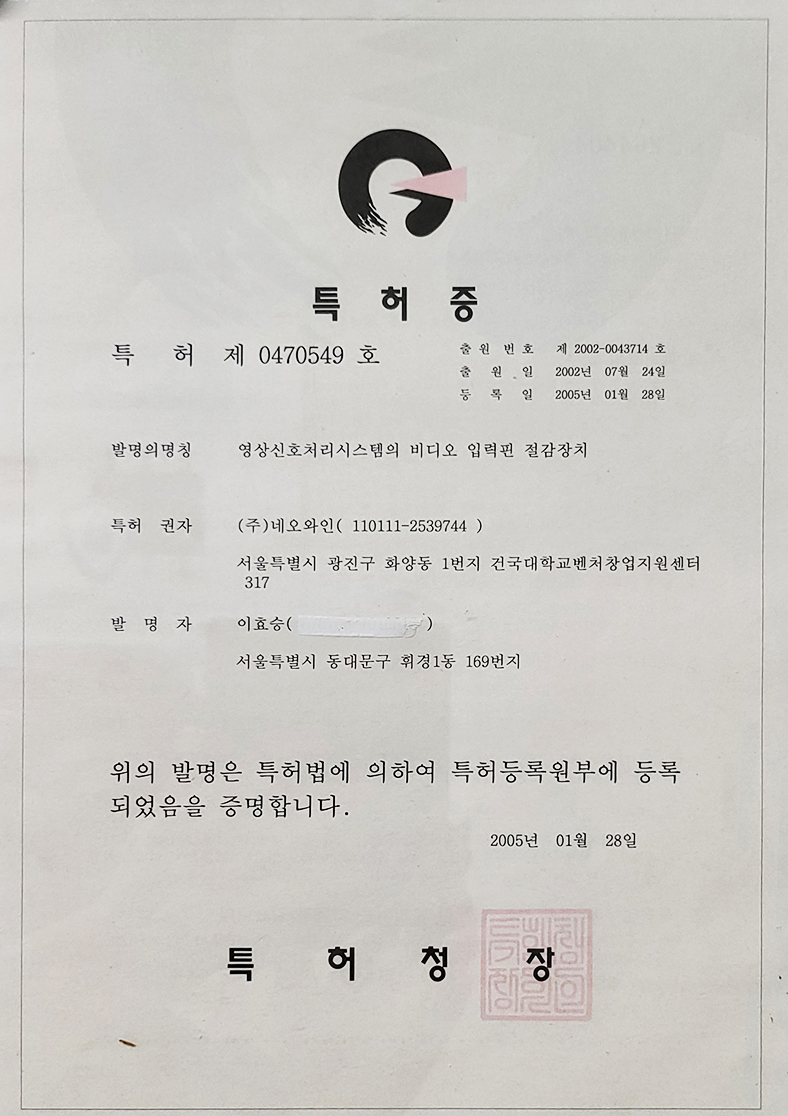 특 허 증
특 허 제 0470549 호
출 원 번 호 제 2002-0043714 호
출 원 일 2002년 07월 24일
등 록 일 2005년 01월 28일
발명의명칭 영상신호처리시스템의 비디오 입력핀 절감장치
특허 권자 (주)네오와인( 110111-2539744 )
서울특별시 광진구 화양동 1번지 건국대학교벤처창업지원센터
317
발 명 자 이효승( )
서울특별시 동대문구 휘경1동 169번지
위의 발명은 특허법에 의하여 특허등록원부에 등록
되었음을 증명합니다.
2005년 01월 28일
특 허 청 장